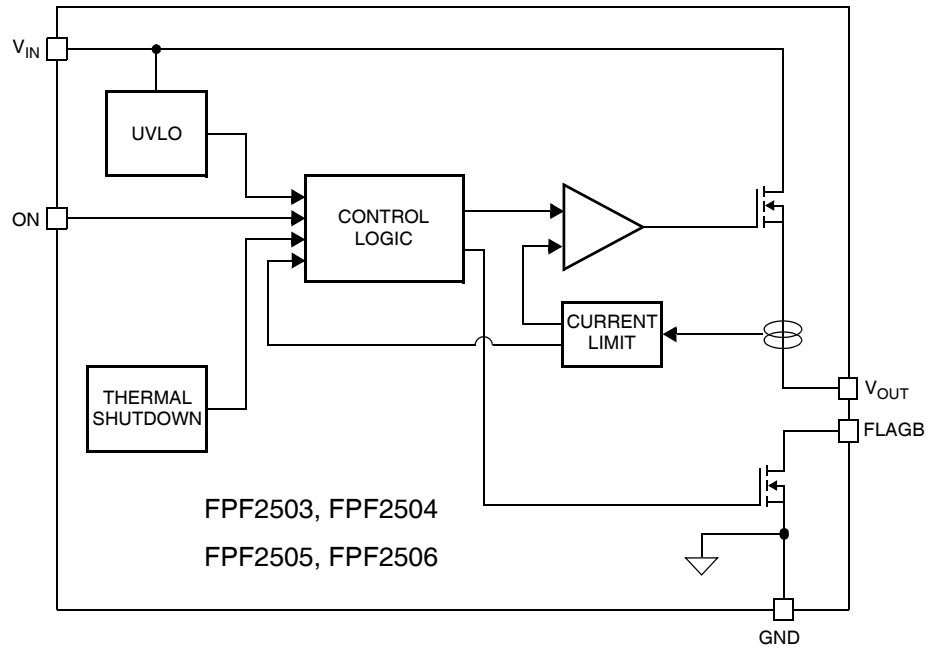 VIN
UVLO
ON
CONTROL
LOGIC
CURRENT
LIMIT
THERMAL
SHUTDOWN
VOUT
FLAGB
FPF2503, FPF2504
FPF2505, FPF2506
GND